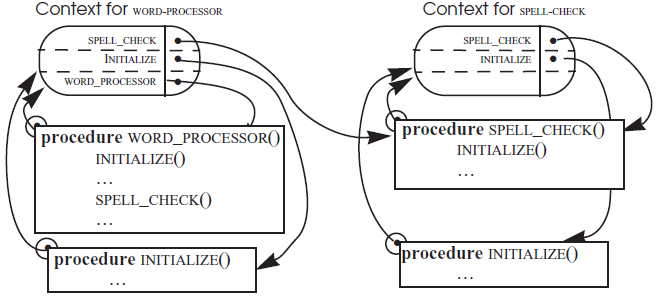 Context for WORD-PROCESSOR
SPELL_CHECK
INITIALIZE
WORD_PROCESSOR
procedure WORD_PROCESSOR()
INITIALIZE()
…
SPELL_CHECK()
…
procedure INITIALIZE()
…
Context for SPELL-CHECK
SPELL_CHECK
INITIALIZE
procedure SPELL_CHECK()
INITIALIZE()
…
procedure INITIALIZE()
…